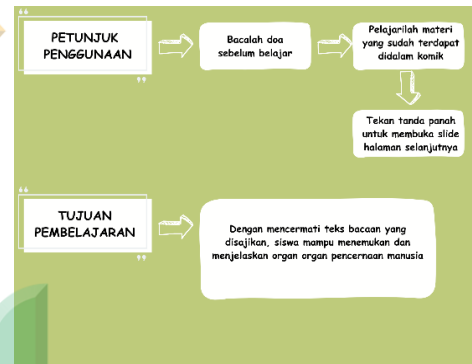 PETUNJUK
PENGGUNAAN
Bacalah doa
sebelum belajar
Pelajarilah materi
yang sudah terdapat
didalam komik
Tekan tanda panah
untuk membuka slide
halaman selanjutnya
TUJUAN
PEMBELAJARAN
Dengan mencermati teks bacaan yang
disajikan, siswa mampu menemukan dan
menjelaskan organ organ pencernaan manusia